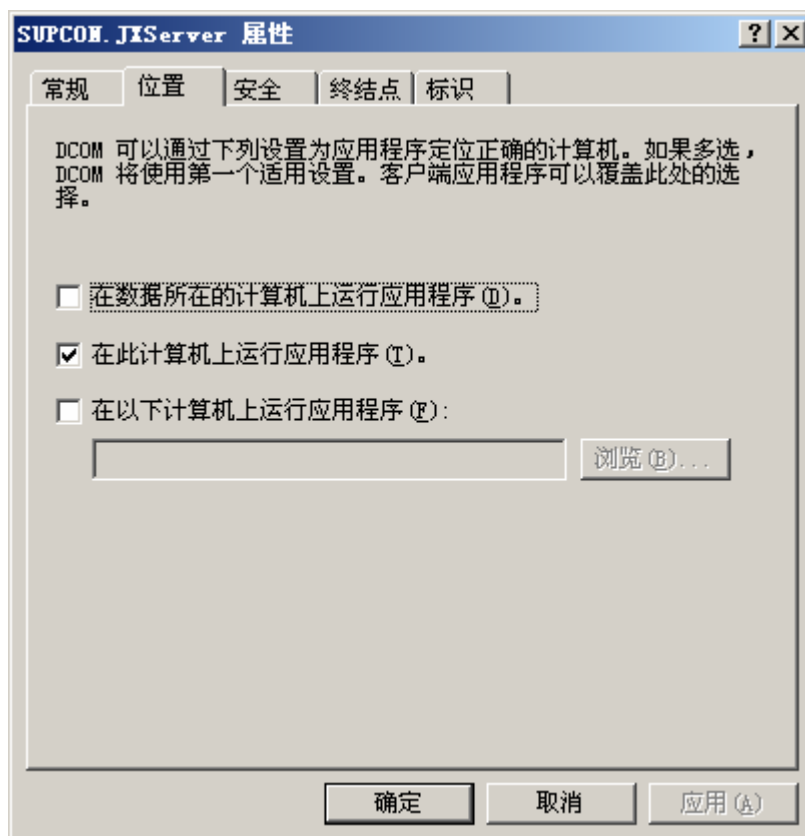 SUPCON.JXServer 属性
常规 位置 安全 终结点 标识
DCOM 可以通过下列设置为应用程序定位正确的计算机。如果多选，
DCOM 将使用第一个适用设置。客户端应用程序可以覆盖此处的选
择。
在数据所在的计算机上运行应用程序(D)。
在此计算机上运行应用程序(T)。
在以下计算机上运行应用程序(F):
浏览(B)...
确定 取消 应用(A)